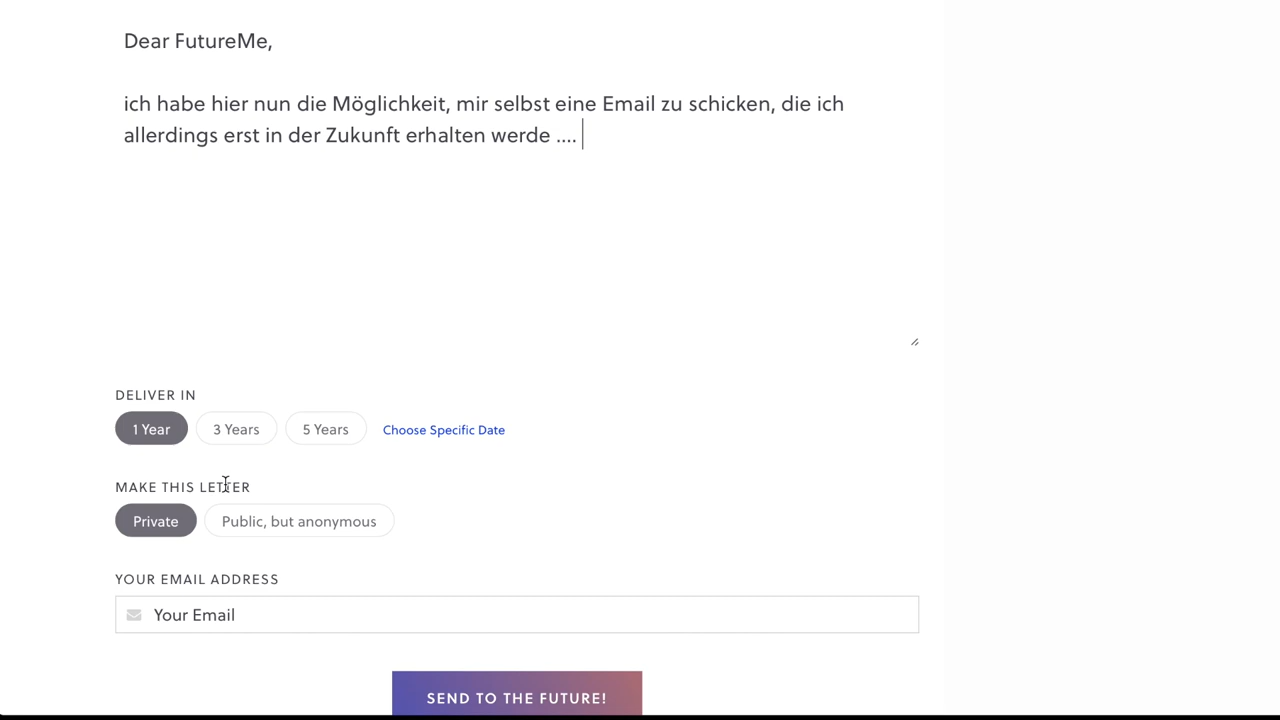 Dear FutureMe,
ich habe hier nun die Möglichkeit, mir selbst eine Email zu schicken, die ich
allerdings erst in der Zukunft erhalten werde ....
DELIVER IN
1 Year 3 Years 5 Years Choose Specific Date
MAKE THIS LETTER
Private Public, but anonymous
YOUR EMAIL ADDRESS
Your Email
SEND TO THE FUTURE!